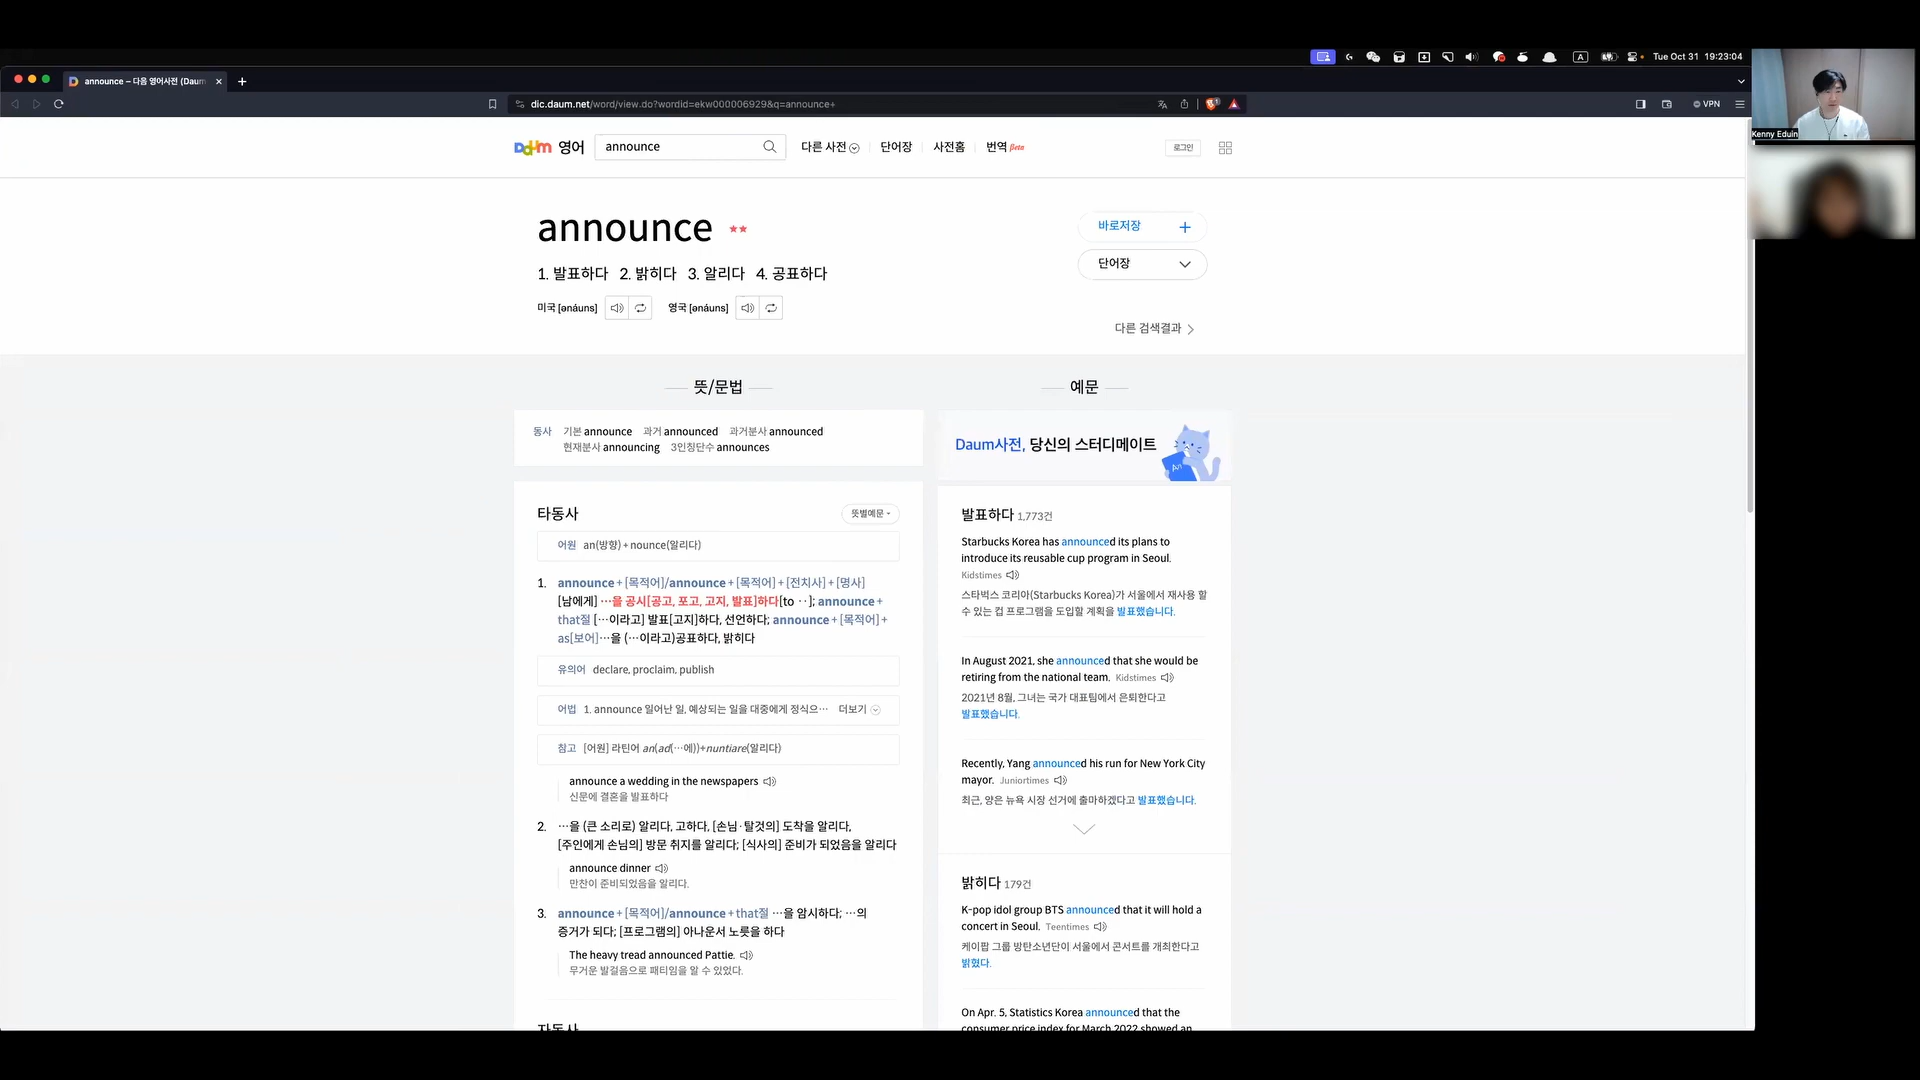 Tue Oct 31 19:23:04
announce – 다음 영어사전 (Daum
dic.daum.net/word/view.do?wordid=ekw000006929&q=announce+
VPN
Kenny Eduin
Daum 영어
announce
다른 사전
단어장
사전홈
번역 Beta
로그인
announce
바로저장
1. 발표하다 2. 밝히다 3. 알리다 4. 공표하다
단어장
미국 [ənáuns]
영국 [ənáuns]
다른 검색결과
뜻/문법
동사 기본 announce 과거 announced 과거분사 announced
현재분사 announcing 3인칭단수 announces
타동사
뜻별예문
어원 an(방향) + nounce(알리다)
1. announce + [목적어]/announce + [목적어] + [전치사] + [명사]
[남에게] …을 공시[공고, 포고, 고지, 발표]하다[to ‥]; announce +
that절 […이라고] 발표[고지]하다, 선언하다; announce + [목적어] +
as[보어]…을 (…이라고)공표하다, 밝히다
유의어 declare, proclaim, publish
어법 1. announce 일어난 일, 예상되는 일을 대중에게 정식으… 더보기
참고 [어원] 라틴어 an(ad(…에))+nuntiare(알리다)
announce a wedding in the newspapers
신문에 결혼을 발표하다
2. …을 (큰 소리로) 알리다, 고하다, [손님·탈것의] 도착을 알리다,
[주인에게 손님의] 방문 취지를 알리다; [식사의] 준비가 되었음을 알리다
announce dinner
만찬이 준비되었음을 알리다.
3. announce + [목적어]/announce + that절 …을 암시하다; …의
증거가 되다; [프로그램의] 아나운서 노릇을 하다
The heavy tread announced Pattie.
무거운 발걸음으로 패티임을 알 수 있었다.
자동사
예문
Daum사전, 당신의 스터디메이트
발표하다 1,773건
Starbucks Korea has announced its plans to
introduce its reusable cup program in Seoul.
Kidstimes
스타벅스 코리아(Starbucks Korea)가 서울에서 재사용 할
수 있는 컵 프로그램을 도입할 계획을 발표했습니다.
In August 2021, she announced that she would be
retiring from the national team. Kidstimes
2021년 8월, 그녀는 국가 대표팀에서 은퇴한다고
발표했습니다.
Recently, Yang announced his run for New York City
mayor. Juniortimes
최근, 양은 뉴욕 시장 선거에 출마하겠다고 발표했습니다.
밝히다 179건
K-pop idol group BTS announced that it will hold a
concert in Seoul. Teentimes
케이팝 그룹 방탄소년단이 서울에서 콘서트를 개최한다고
밝혔다.
On Apr. 5, Statistics Korea announced that the
consumer price index for March 2022 showed an